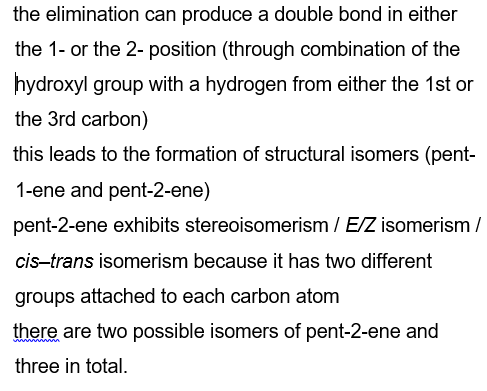 the elimination can produce a double bond in either
the 1- or the 2- position (through combination of the
hydroxyl group with a hydrogen from either the 1st or
the 3rd carbon)
this leads to the formation of structural isomers (pent-
1-ene and pent-2-ene)
pent-2-ene exhibits stereoisomerism / E/Z isomerism /
cis–trans isomerism because it has two different
groups attached to each carbon atom
there are two possible isomers of pent-2-ene and
three in total.